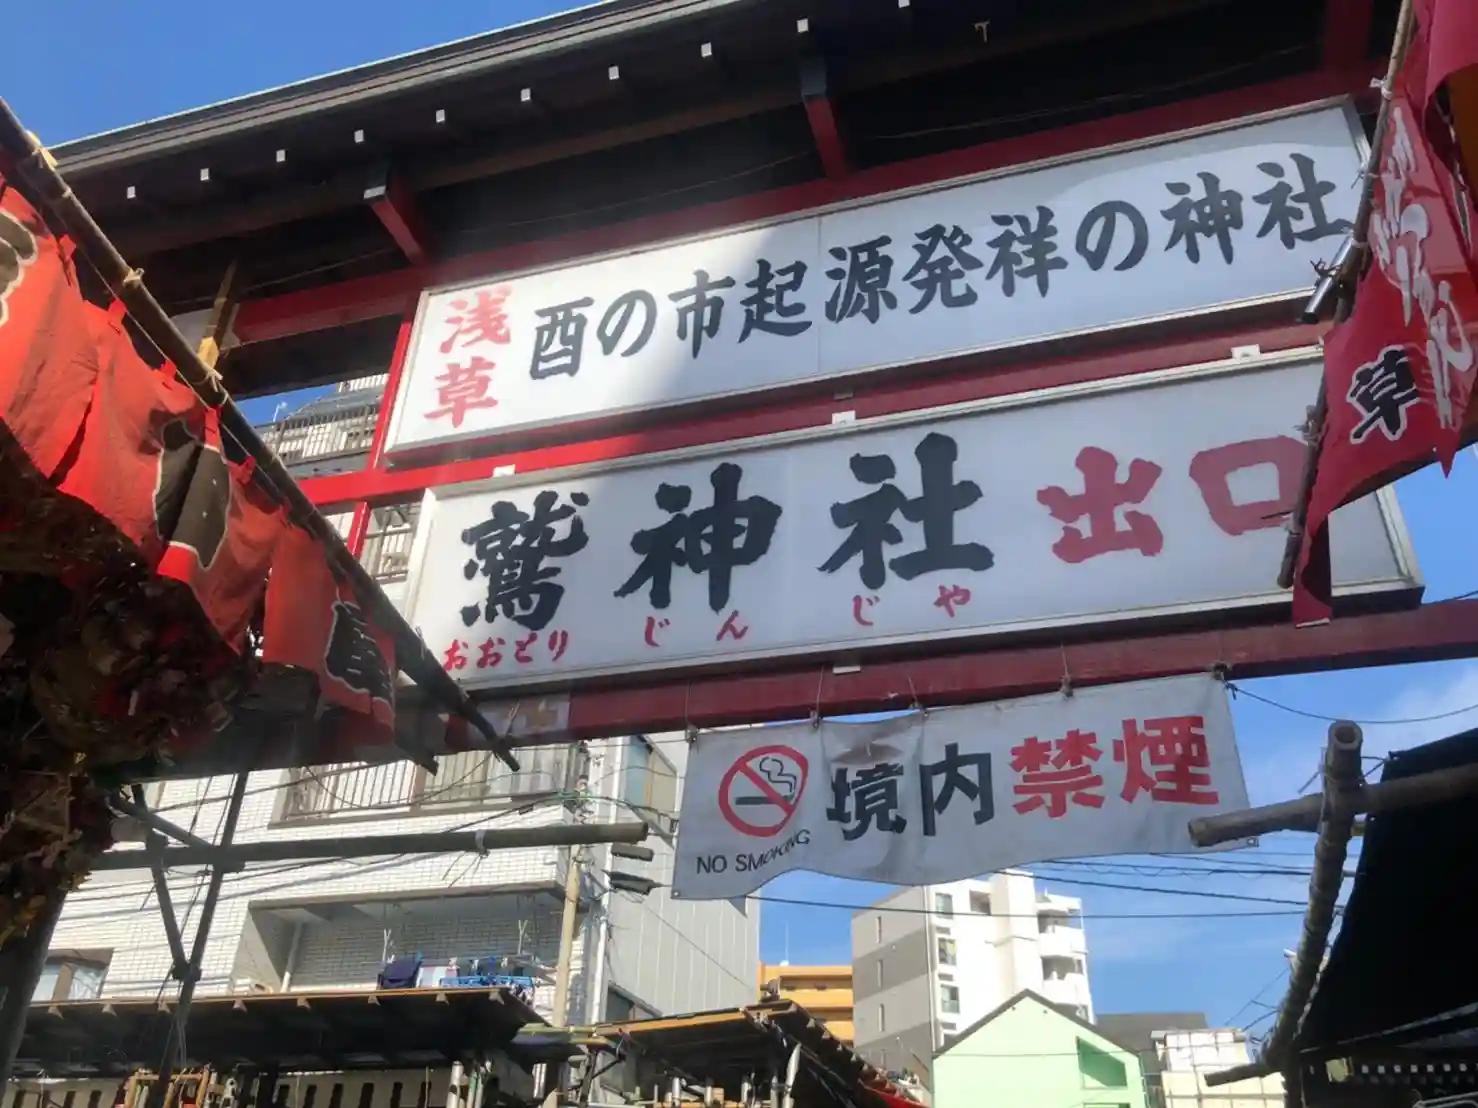 浅草
酉の市起源発祥の神社
鷲神社 出口
おおとり じん じゃ
境内禁煙
NO SMOKING
草